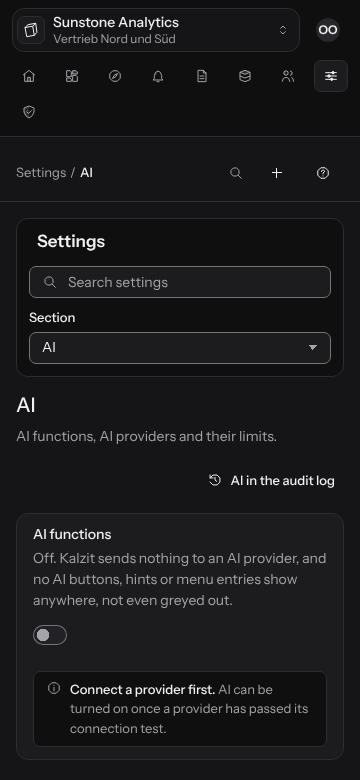 Sunstone Analytics
Vertrieb Nord und Süd
OO
Settings / AI
Settings
Search settings
Section
AI
AI
AI functions, AI providers and their limits.
AI in the audit log
AI functions
Off. Kalzit sends nothing to an AI provider, and
no AI buttons, hints or menu entries show
anywhere, not even greyed out.
Connect a provider first. AI can be
turned on once a provider has passed its
connection test.